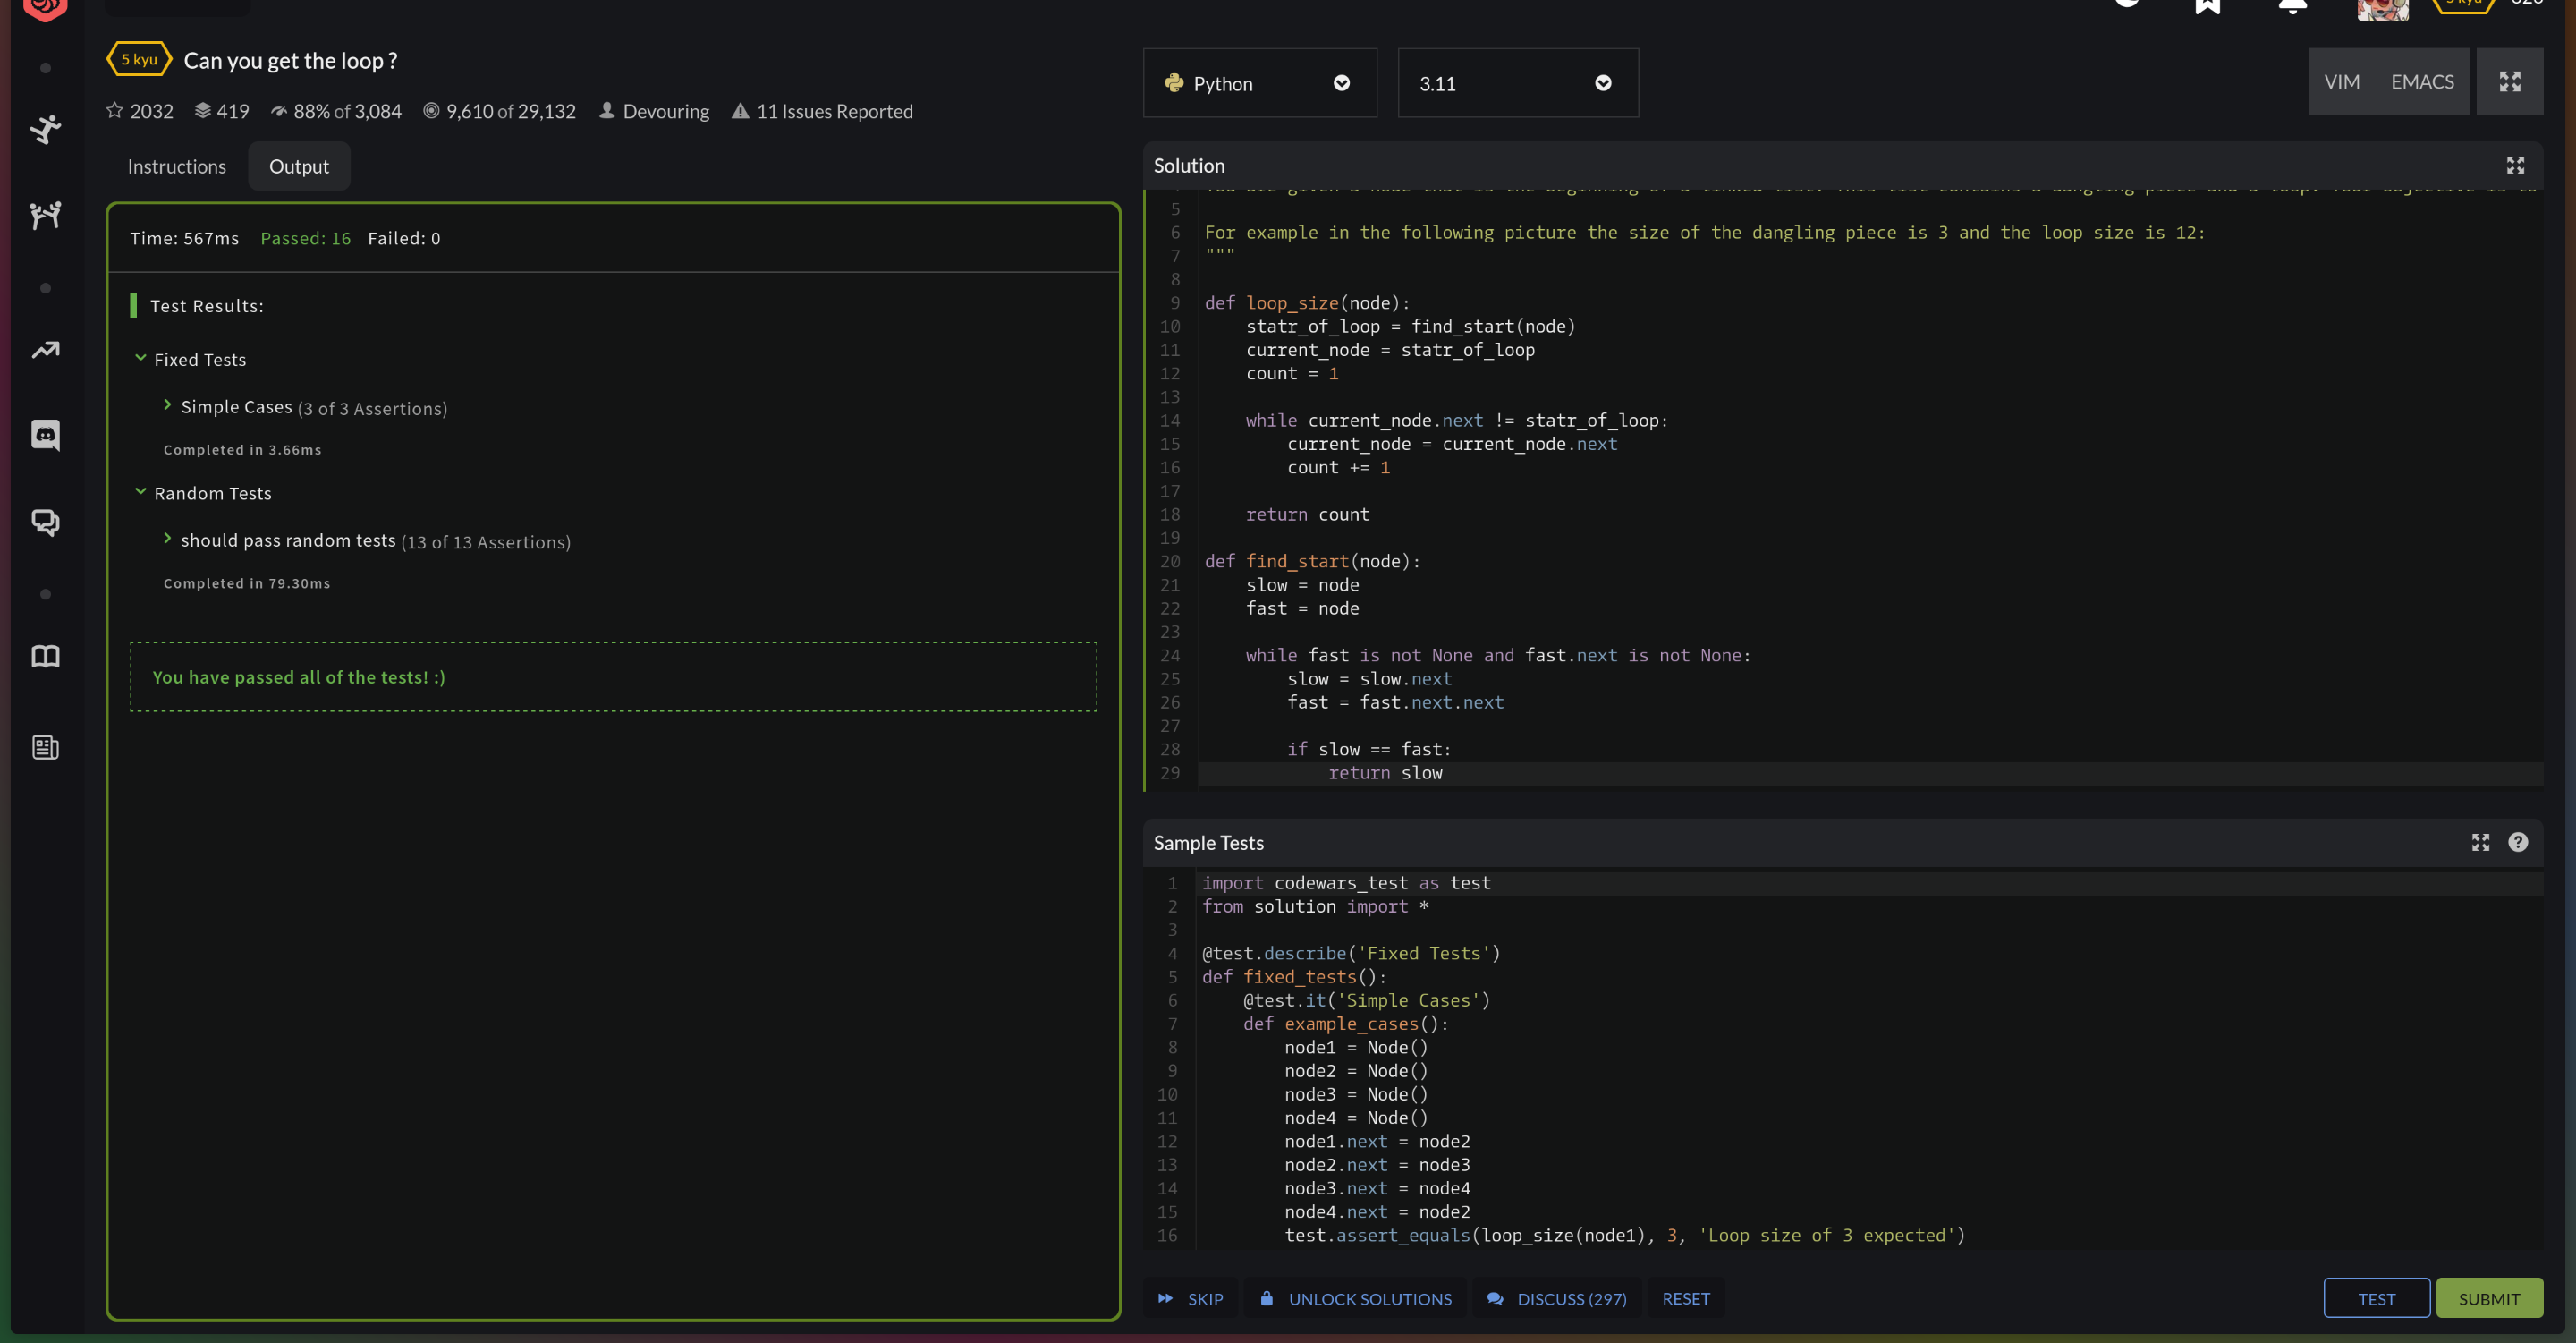 5 kyu Can you get the loop ?
2032 419 88% of 3,084 9,610 of 29,132 Devouring 11 Issues Reported
Instructions Output
Time: 567ms Passed: 16 Failed: 0
Test Results:
Fixed Tests
Simple Cases (3 of 3 Assertions)
Completed in 3.66ms
Random Tests
should pass random tests (13 of 13 Assertions)
Completed in 79.30ms
You have passed all of the tests! :)
Python 3.11 VIM EMACS
Solution
5
6 For example in the following picture the size of the dangling piece is 3 and the loop size is 12:
7 """
8
9 def loop_size(node):
10 statr_of_loop = find_start(node)
11 current_node = statr_of_loop
12 count = 1
13
14 while current_node.next != statr_of_loop:
15 current_node = current_node.next
16 count += 1
17
18 return count
19
20 def find_start(node):
21 slow = node
22 fast = node
23
24 while fast is not None and fast.next is not None:
25 slow = slow.next
26 fast = fast.next.next
27
28 if slow == fast:
29 return slow
Sample Tests
1 import codewars_test as test
2 from solution import *
3
4 @test.describe('Fixed Tests')
5 def fixed_tests():
6 @test.it('Simple Cases')
7 def example_cases():
8 node1 = Node()
9 node2 = Node()
10 node3 = Node()
11 node4 = Node()
12 node1.next = node2
13 node2.next = node3
14 node3.next = node4
15 node4.next = node2
16 test.assert_equals(loop_size(node1), 3, 'Loop size of 3 expected')
SKIP UNLOCK SOLUTIONS DISCUSS (297) RESET TEST SUBMIT